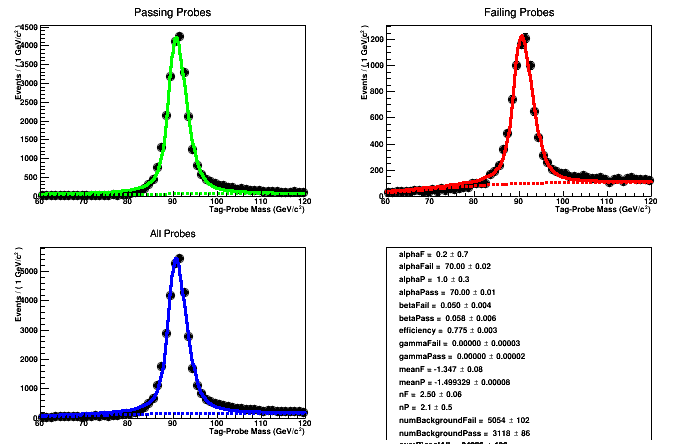 Passing Probes
Events / ( 1 GeV/c²)
4500
4000
3500
3000
2500
2000
1500
1000
500
0
60 70 80 90 100 110 120
Tag-Probe Mass (GeV/c²)
Failing Probes
Events / ( 1 GeV/c²)
1200
1000
800
600
400
200
0
60 70 80 90 100 110 120
Tag-Probe Mass (GeV/c²)
All Probes
Events / ( 1 GeV/c²)
5000
4000
3000
2000
1000
0
60 70 80 90 100 110 120
Tag-Probe Mass (GeV/c²)
alphaF = 0.2 ± 0.7
alphaFail = 70.00 ± 0.02
alphaP = 1.0 ± 0.3
alphaPass = 70.00 ± 0.01
betaFail = 0.050 ± 0.004
betaPass = 0.058 ± 0.006
efficiency = 0.775 ± 0.003
gammaFail = 0.00000 ± 0.00003
gammaPass = 0.00000 ± 0.00002
meanF = -1.347 ± 0.08
meanP = -1.499329 ± 0.00008
nF = 2.50 ± 0.06
nP = 2.1 ± 0.5
numBackgroundFail = 5054 ± 102
numBackgroundPass = 3118 ± 86